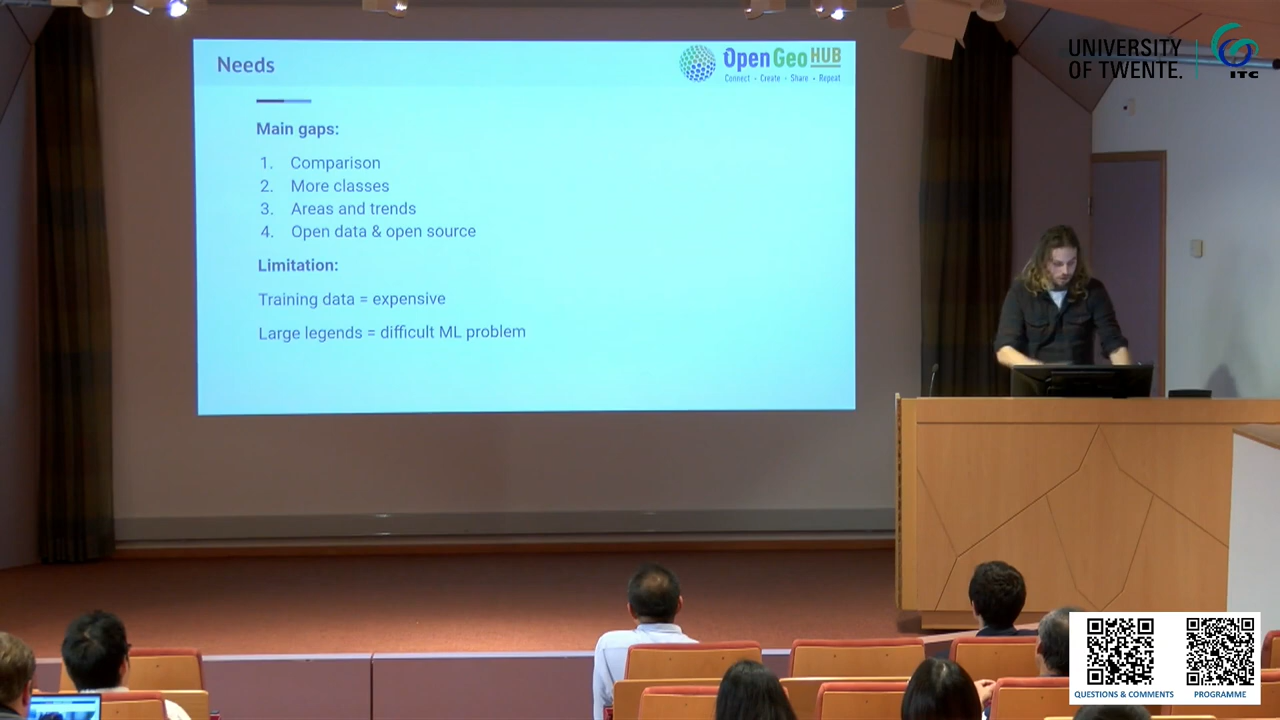 Needs
OpenGeoHUB
Connect • Create • Share • Repeat
Main gaps:
1. Comparison
2. More classes
3. Areas and trends
4. Open data & open source
Limitation:
Training data = expensive
Large legends = difficult ML problem
UNIVERSITY
OF TWENTE.
ITC
QUESTIONS & COMMENTS
PROGRAMME